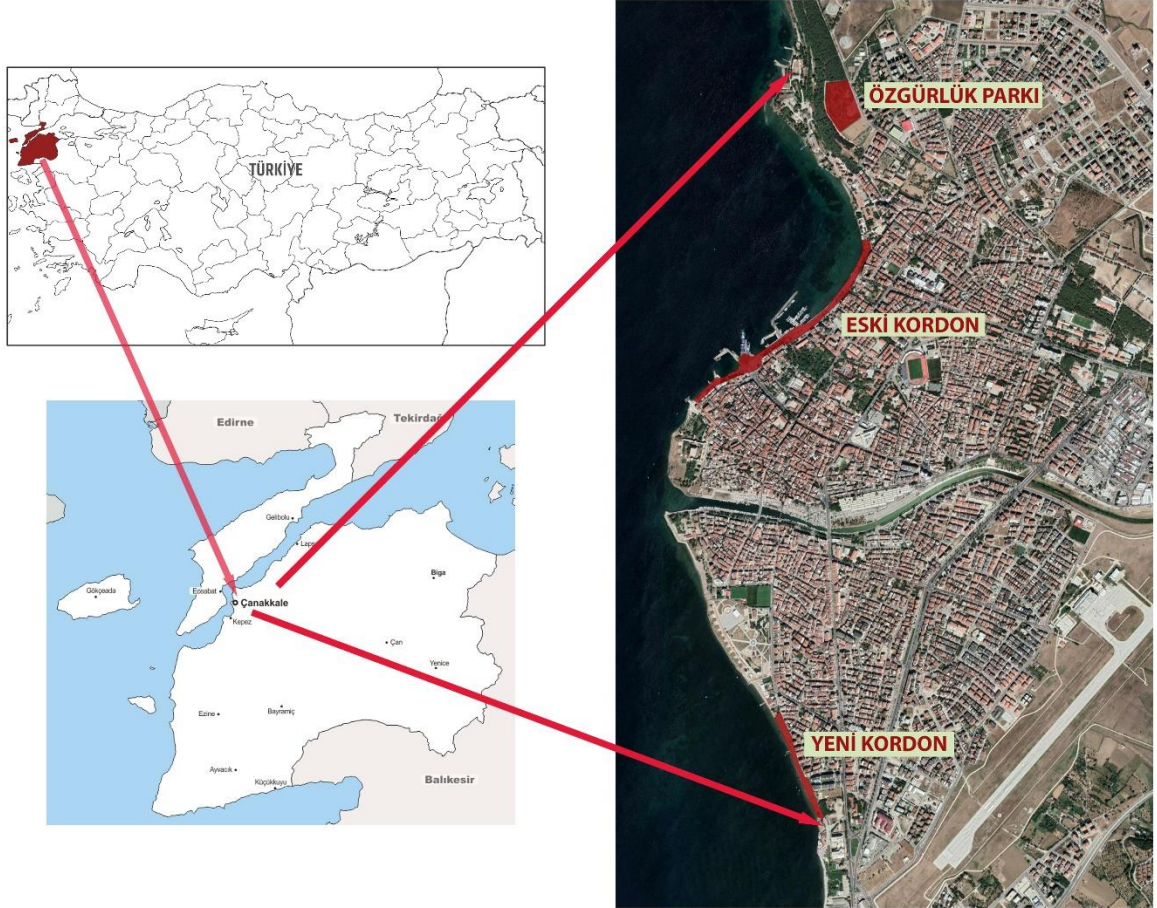 TÜRKİYE
Edirne
Tekirdağ
Gelibolu
Lapse
Biga
Gökçeada
Eceabat
Çanakkale
Kepez
Çan
Yenice
Ezine
Bayramiç
Ayvacık
Küçükkuyu
Balıkesir
ÖZGÜRLÜK PARKI
ESKİ KORDON
YENİ KORDON